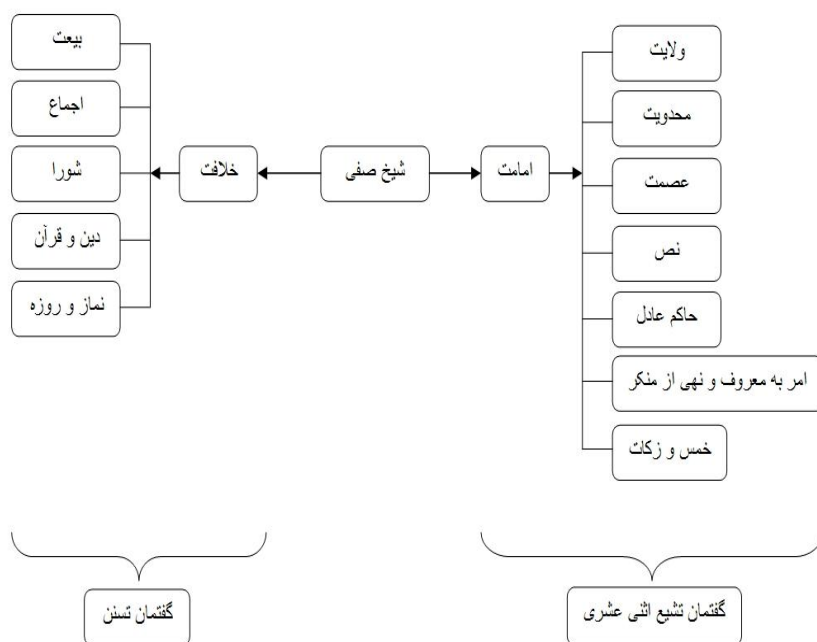 ولایت
محدویت
عصمت
نص
حاکم عادل
امر به معروف و نهی از منکر
خمس و زکات
امامت
شیخ صفی
خلافت
بیعت
اجماع
شورا
دین و قرآن
نماز و روزه
گفتمان تشیع اثنی عشری
گفتمان تسنن